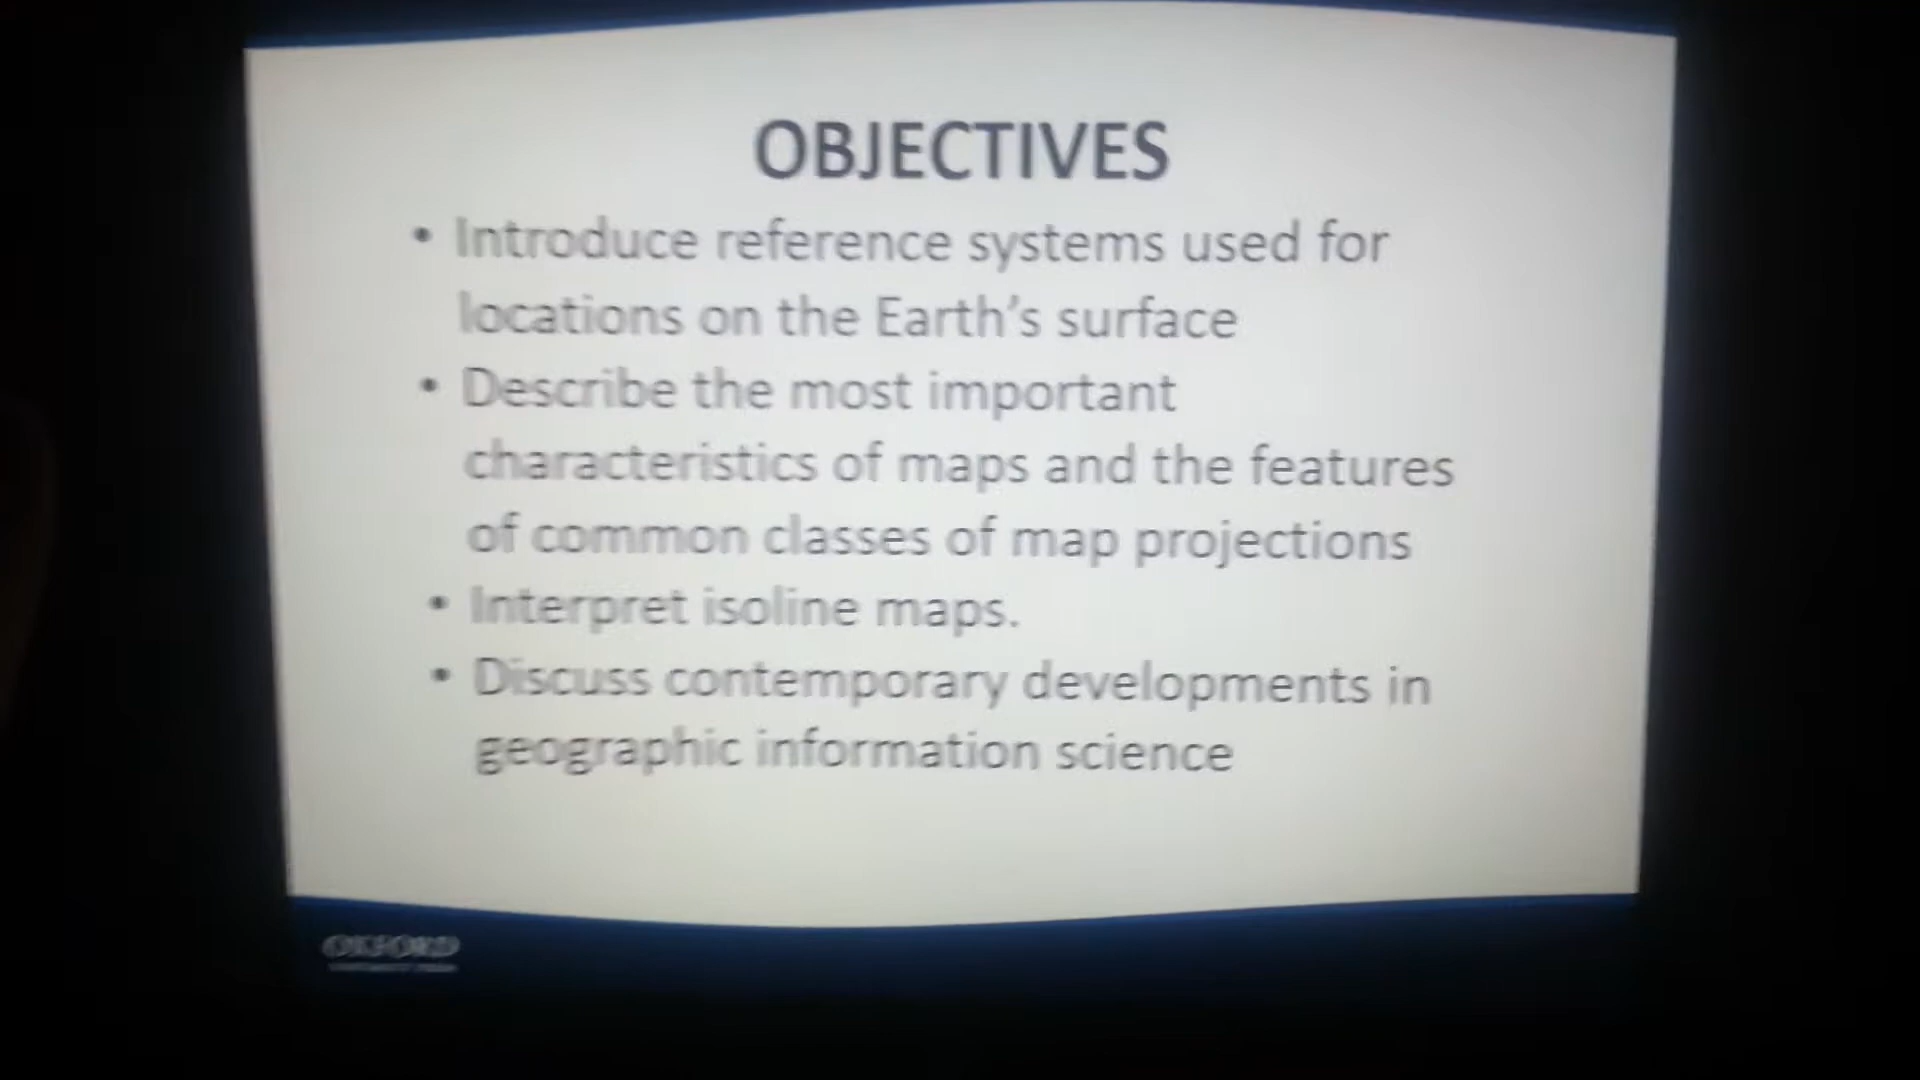 OBJECTIVES
• Introduce reference systems used for
locations on the Earth's surface
• Describe the most important
characteristics of maps and the features
of common classes of map projections
• Interpret isoline maps.
• Discuss contemporary developments in
geographic information science
OXFORD